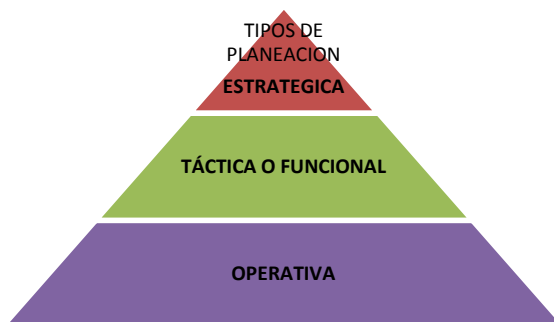 TIPOS DE
PLANEACION
ESTRATEGICA
TÁCTICA O FUNCIONAL
OPERATIVA